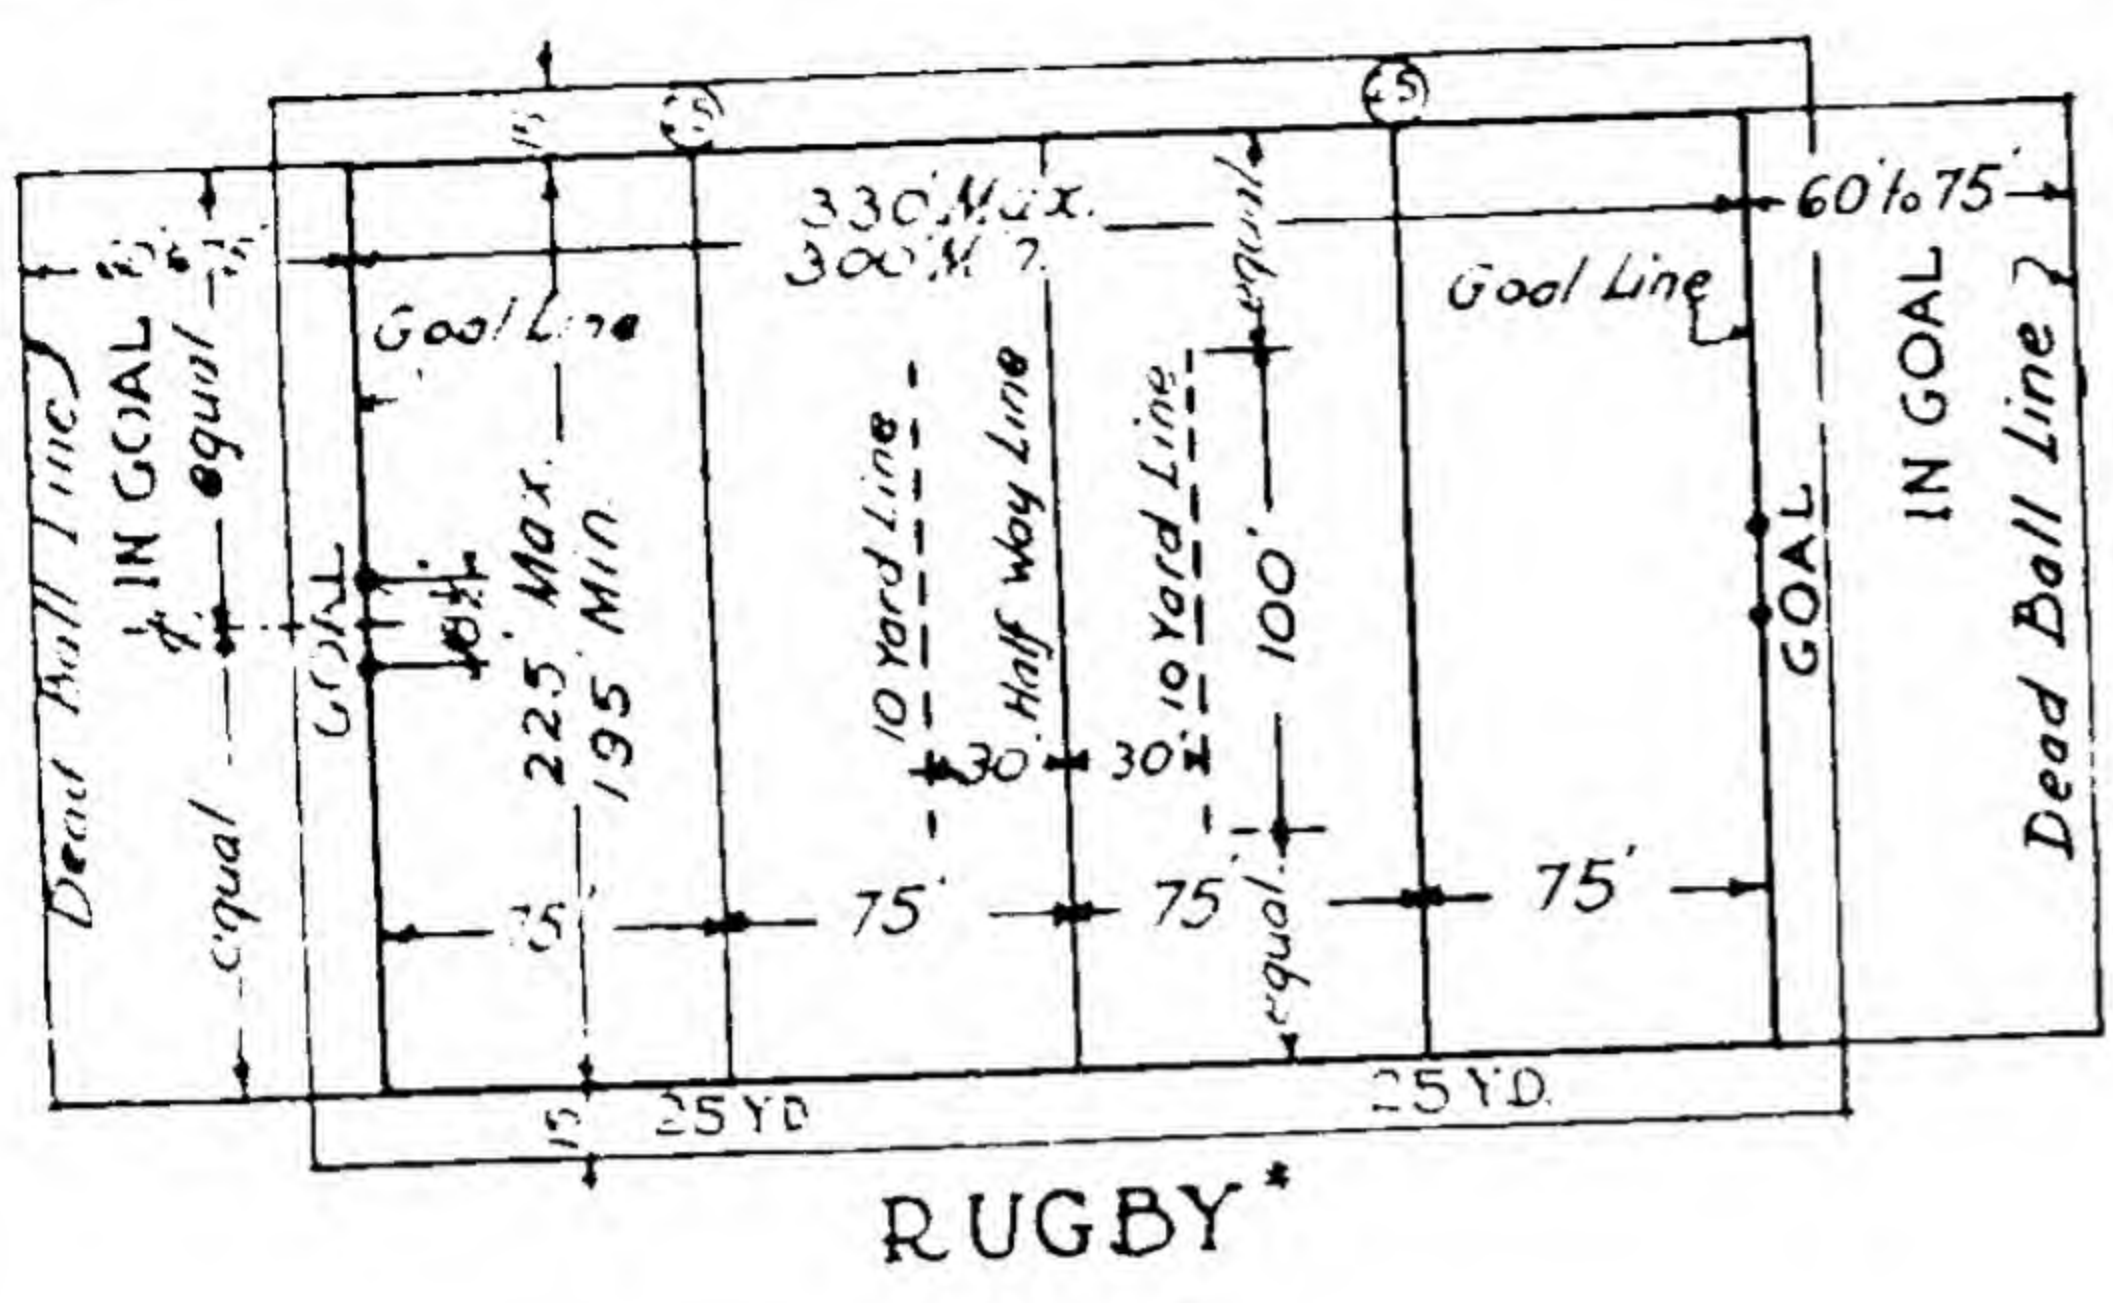 25
330' Max.
300'
60' to 75'
equal
Goal Line
Goal Line
IN GOAL
equal
Dead Ball Line
GOAL
225' Max.
195' Min
10 Yard Line
Half Way Line
10 Yard Line
100'
30'
30'
GOAL
IN GOAL
Dead Ball Line
equal
75'
75'
75'
equal
25 YD
25 YD.
RUGBY*